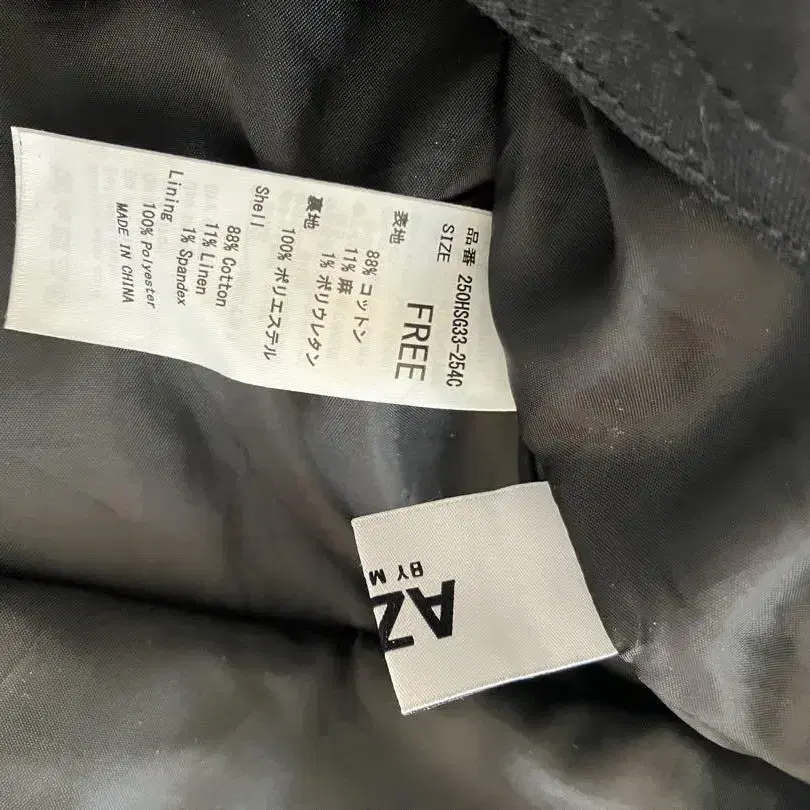 品番 250HSG33-254C
SIZE
FREE
表地
88% コットン
11% 麻
1% ポリウレタン
裏地
100% ポリエステル
Shell
88% Cotton
11% Linen
1% Spandex
Lining
100% Polyester
MADE IN CHINA
AZ
BY M